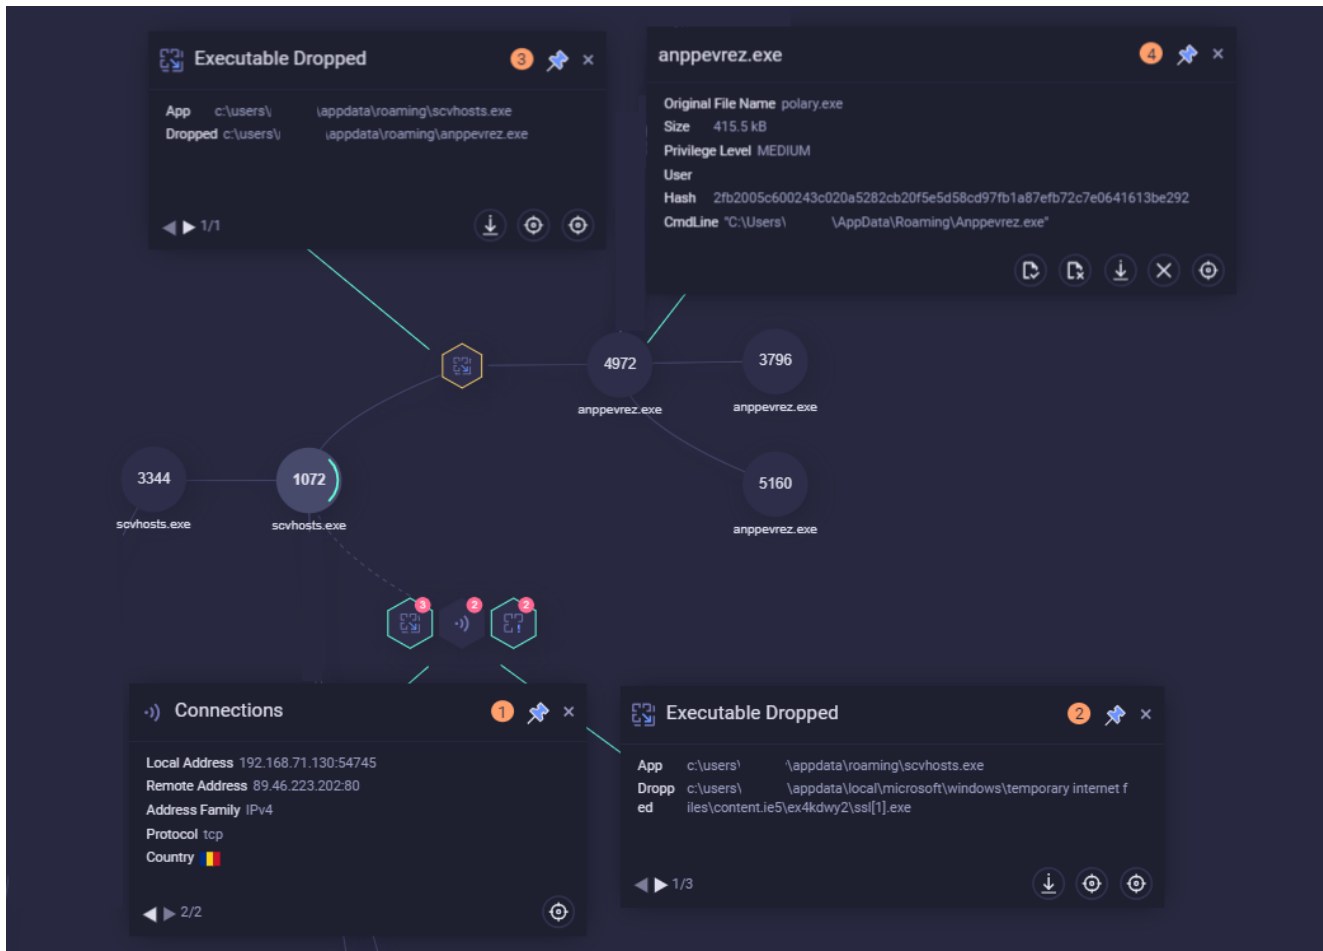 Executable Dropped 3
App c:\users\ \appdata\roaming\scvhosts.exe
Dropped c:\users\ \appdata\roaming\anppevrez.exe
1/1
anppevrez.exe 4
Original File Name polary.exe
Size 415.5 kB
Privilege Level MEDIUM
User
Hash 2fb2005c600243c020a5282cb20f5e5d58cd97fb1a87efb72c7e0641613be292
CmdLine "C:\Users\ \AppData\Roaming\Anppevrez.exe"
4972
anppevrez.exe
3796
anppevrez.exe
3344
scvhosts.exe
1072
scvhosts.exe
5160
anppevrez.exe
3
2
2
Connections 1
Local Address 192.168.71.130:54745
Remote Address 89.46.223.202:80
Address Family IPv4
Protocol tcp
Country
2/2
Executable Dropped 2
App c:\users\ \appdata\roaming\scvhosts.exe
Dropp c:\users\ \appdata\local\microsoft\windows\temporary internet f
ed iles\content.ie5\ex4kdwy2\ssl[1].exe
1/3